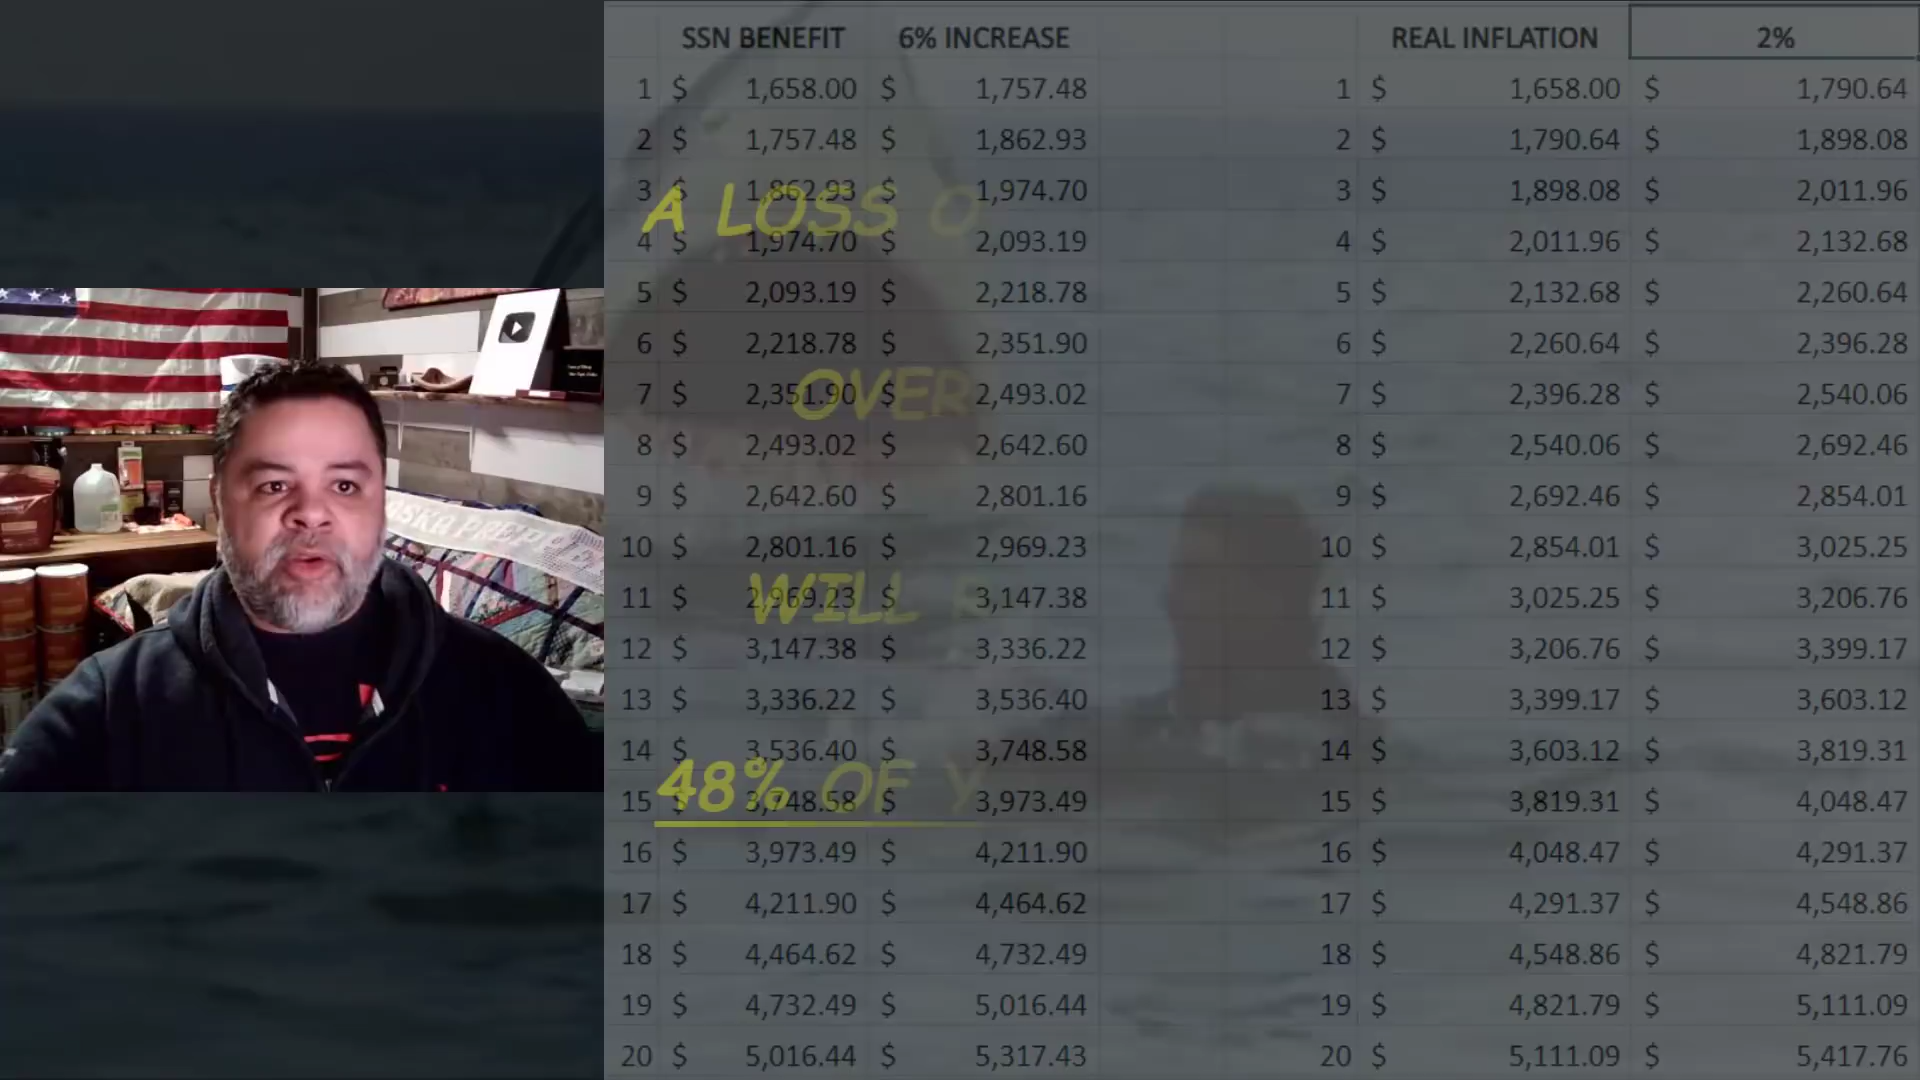 SSN BENEFIT 6% INCREASE REAL INFLATION 2%
1 $ 1,658.00 $ 1,757.48 1 $ 1,658.00 $ 1,790.64
2 $ 1,757.48 $ 1,862.93 2 $ 1,790.64 $ 1,898.08
3 $ 1,862.93 $ 1,974.70 3 $ 1,898.08 $ 2,011.96
A LOSS O
4 $ 1,974.70 $ 2,093.19 4 $ 2,011.96 $ 2,132.68
5 $ 2,093.19 $ 2,218.78 5 $ 2,132.68 $ 2,260.64
6 $ 2,218.78 $ 2,351.90 6 $ 2,260.64 $ 2,396.28
7 $ 2,351.90 $ 2,493.02 7 $ 2,396.28 $ 2,540.06
OVER
8 $ 2,493.02 $ 2,642.60 8 $ 2,540.06 $ 2,692.46
9 $ 2,642.60 $ 2,801.16 9 $ 2,692.46 $ 2,854.01
10 $ 2,801.16 $ 2,969.23 10 $ 2,854.01 $ 3,025.25
11 $ 2,969.23 $ 3,147.38 11 $ 3,025.25 $ 3,206.76
WILL
12 $ 3,147.38 $ 3,336.22 12 $ 3,206.76 $ 3,399.17
13 $ 3,336.22 $ 3,536.40 13 $ 3,399.17 $ 3,603.12
14 $ 3,536.40 $ 3,748.58 14 $ 3,603.12 $ 3,819.31
48% OF Y
15 $ 3,748.58 $ 3,973.49 15 $ 3,819.31 $ 4,048.47
16 $ 3,973.49 $ 4,211.90 16 $ 4,048.47 $ 4,291.37
17 $ 4,211.90 $ 4,464.62 17 $ 4,291.37 $ 4,548.86
18 $ 4,464.62 $ 4,732.49 18 $ 4,548.86 $ 4,821.79
19 $ 4,732.49 $ 5,016.44 19 $ 4,821.79 $ 5,111.09
20 $ 5,016.44 $ 5,317.43 20 $ 5,111.09 $ 5,417.76
ASKA PREP